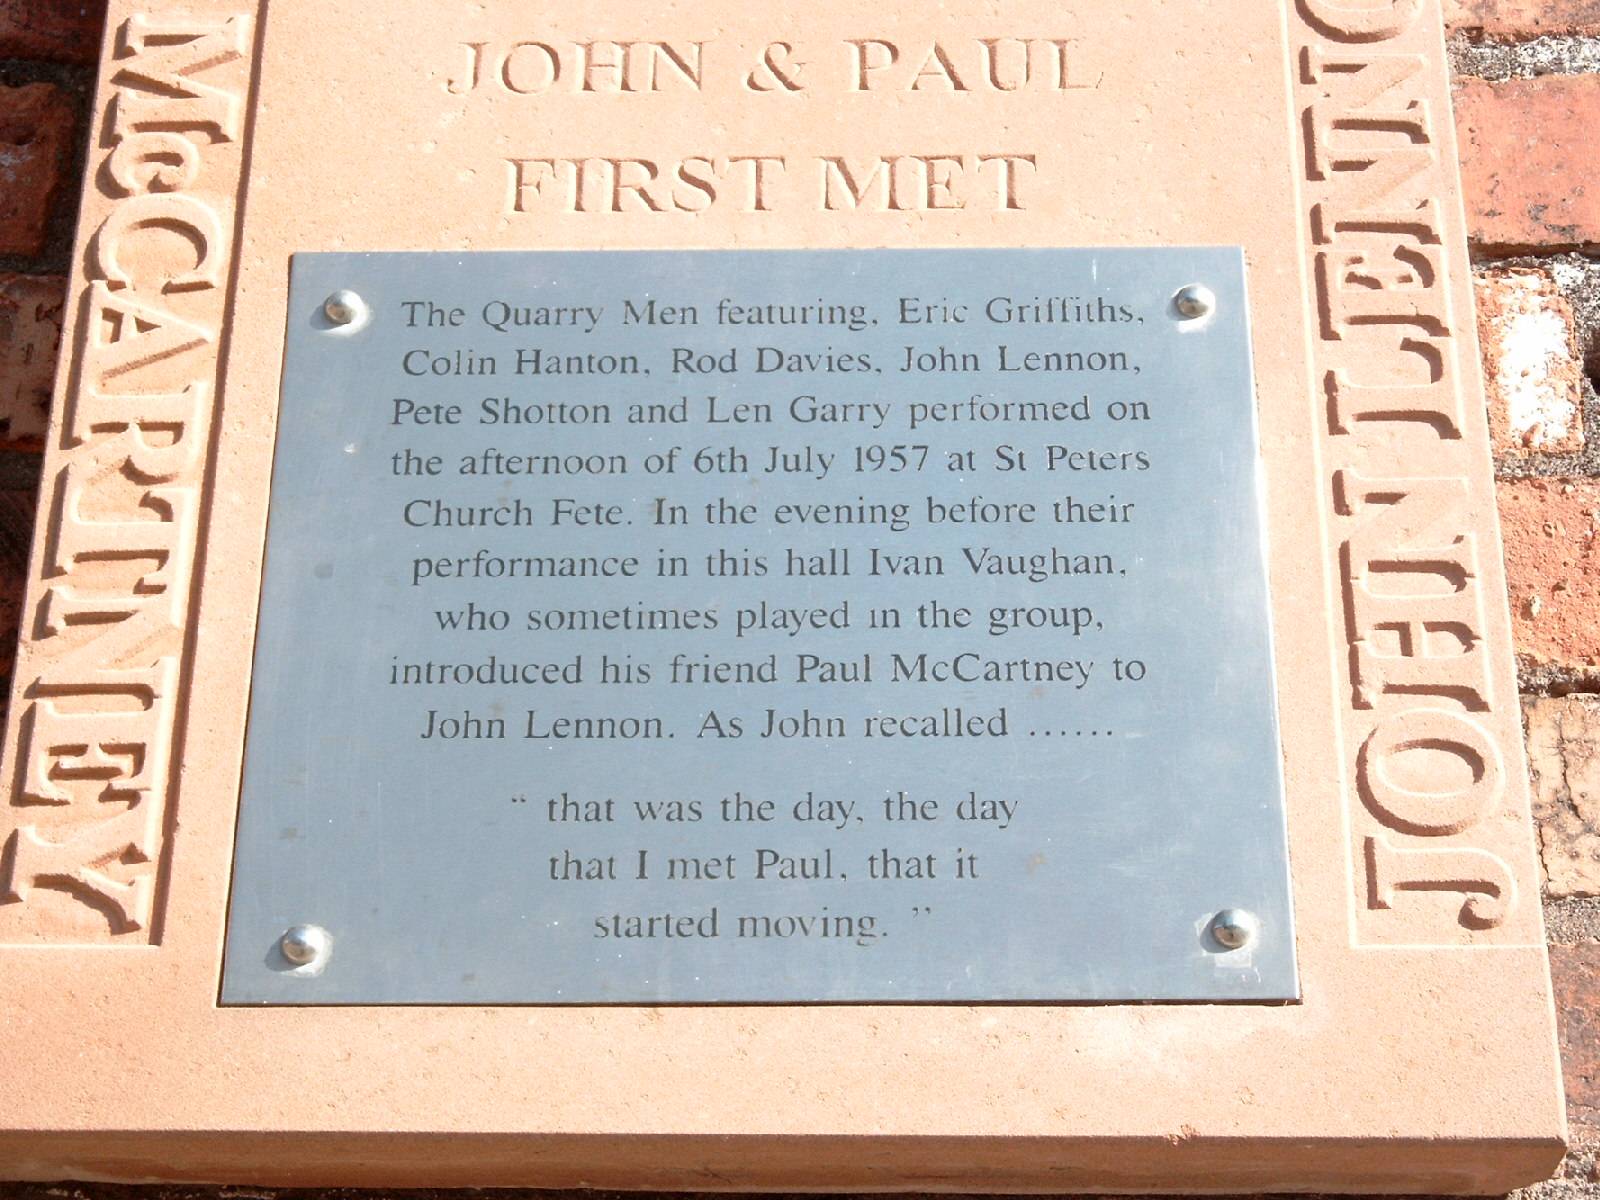 JOHN & PAUL
FIRST MET
McCARTNEY
JOHN LENNO
The Quarry Men featuring, Eric Griffiths,
Colin Hanton, Rod Davies, John Lennon,
Pete Shotton and Len Garry performed on
the afternoon of 6th July 1957 at St Peters
Church Fete. In the evening before their
performance in this hall Ivan Vaughan,
who sometimes played in the group,
introduced his friend Paul McCartney to
John Lennon. As John recalled ......
“ that was the day, the day
that I met Paul, that it
started moving. ”